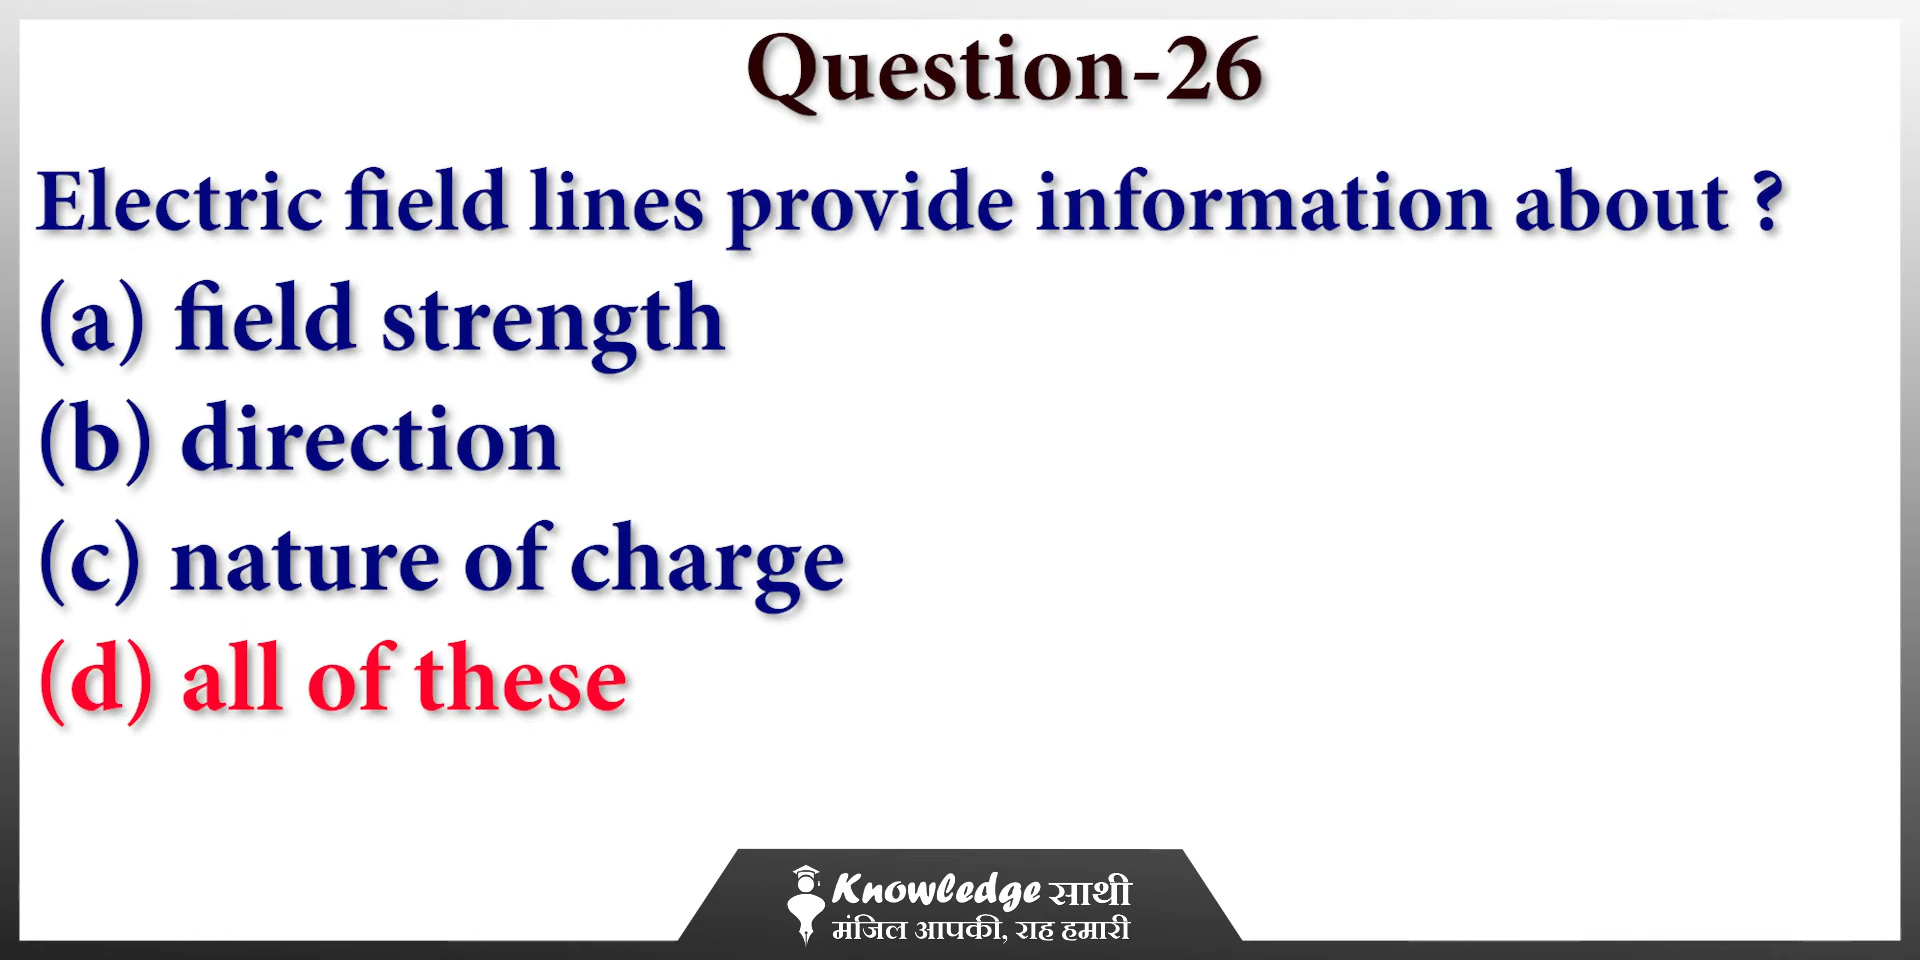 Question-26
Electric field lines provide information about ?
(a) field strength
(b) direction
(c) nature of charge
(d) all of these
Knowledge साथी
मंजिल आपकी, राह हमारी